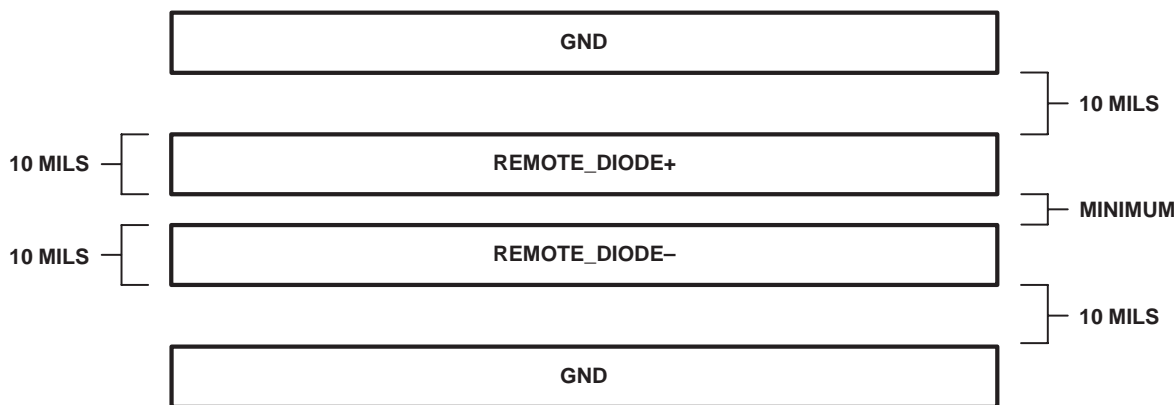 GND
10 MILS
10 MILS
REMOTE_DIODE+
MINIMUM
10 MILS
REMOTE_DIODE–
10 MILS
GND